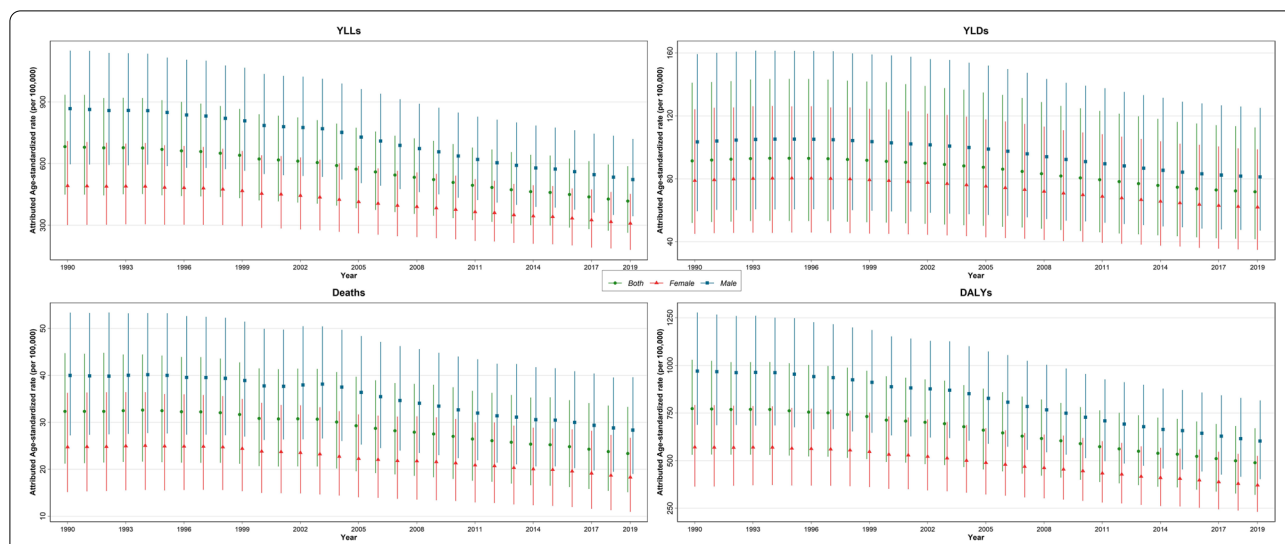 YLLs
Attributed Age-standardized rate (per 100,000)
900
600
300
1990 1993 1996 1999 2002 2005 2008 2011 2014 2017 2019
Year
YLDs
Attributed Age-standardized rate (per 100,000)
160
120
80
40
1990 1993 1996 1999 2002 2005 2008 2011 2014 2017 2019
Year
Both Female Male
Deaths
Attributed Age-standardized rate (per 100,000)
50
40
30
20
10
1990 1993 1996 1999 2002 2005 2008 2011 2014 2017 2019
Year
DALYs
Attributed Age-standardized rate (per 100,000)
1250
1000
750
500
250
1990 1993 1996 1999 2002 2005 2008 2011 2014 2017 2019
Year